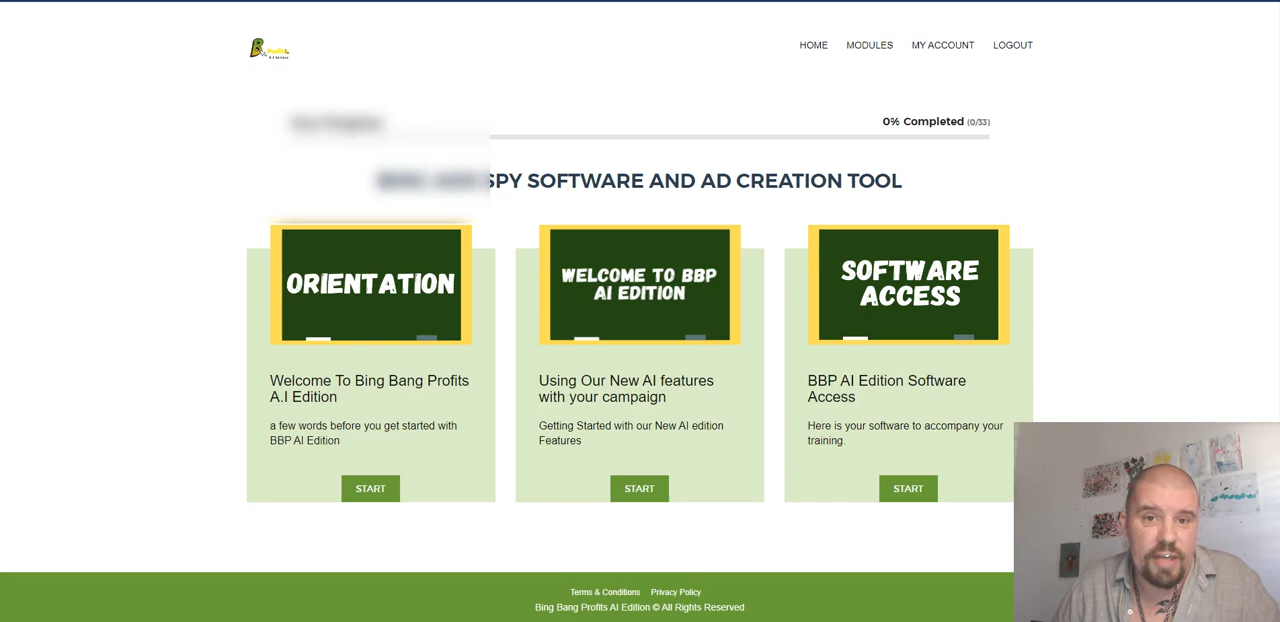 HOME MODULES MY ACCOUNT LOGOUT
0% Completed (0/33)
SPY SOFTWARE AND AD CREATION TOOL
ORIENTATION
WELCOME TO BBP
AI EDITION
SOFTWARE
ACCESS
Welcome To Bing Bang Profits
A.I Edition
a few words before you get started with
BBP AI Edition
START
Using Our New AI features
with your campaign
Getting Started with our New AI edition
Features
START
BBP AI Edition Software
Access
Here is your software to accompany your
training.
START
Terms & Conditions Privacy Policy
Bing Bang Profits AI Edition © All Rights Reserved